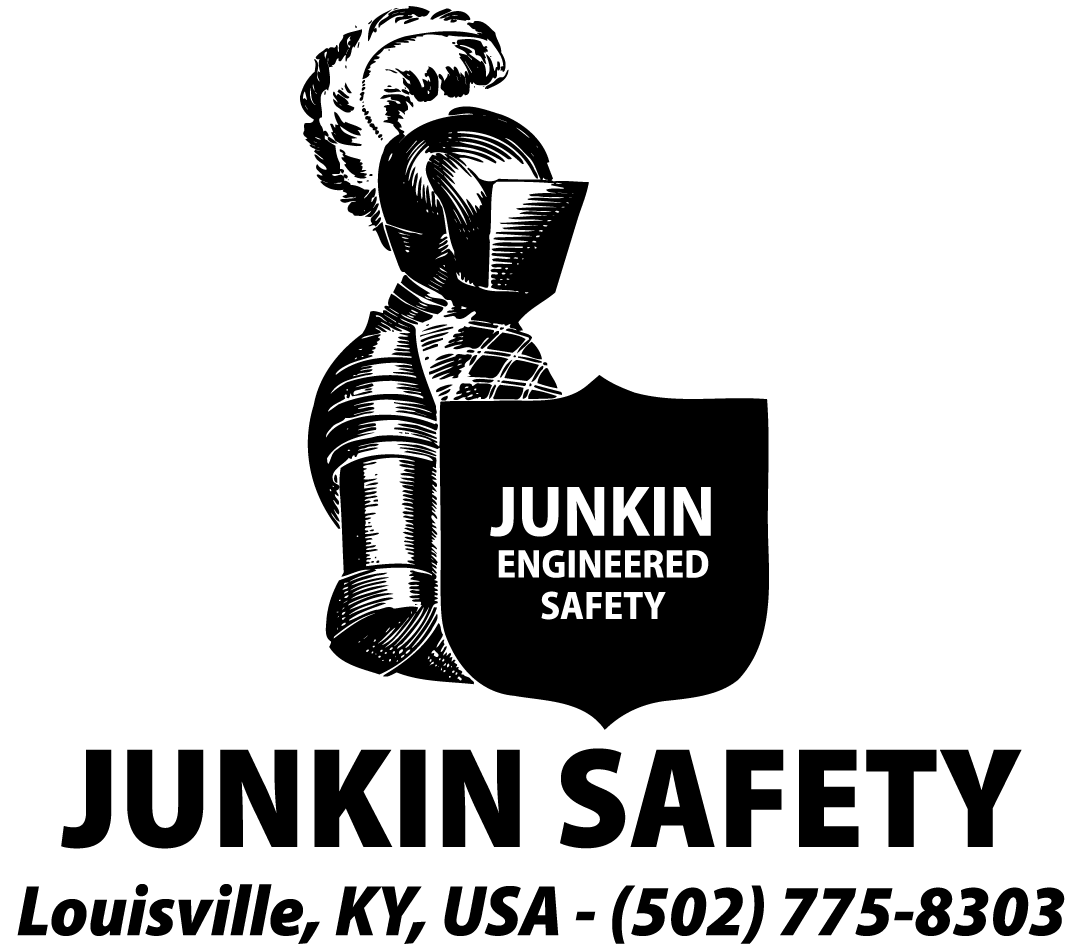 JUNKIN
ENGINEERED
SAFETY
JUNKIN SAFETY
Louisville, KY, USA - (502) 775-8303